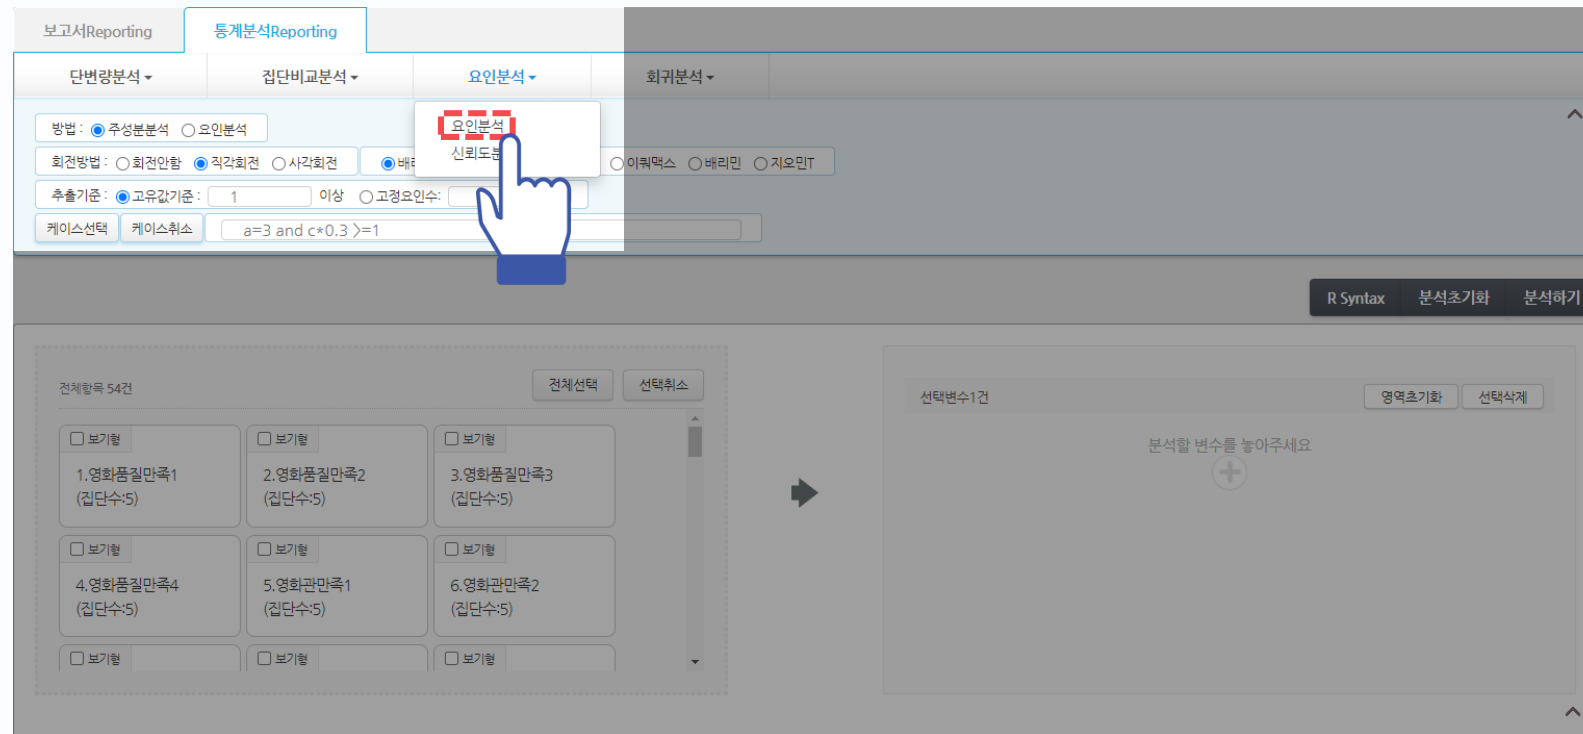 보고서Reporting 통계분석Reporting
단변량분석 집단비교분석 요인분석 회귀분석
요인분석
신뢰도분
방법 : 주성분분석 요인분석
회전방법 : 회전안함 직각회전 사각회전 이쿼맥스 배리민 지오민T
추출기준 : 고유값기준 : 1 이상 고정요인수:
케이스선택 케이스취소 a=3 and c*0.3 >=1
R Syntax 분석초기화 분석하기
전체항목 54건 전체선택 선택취소
선택변수1건 영역초기화 선택삭제
분석할 변수를 놓아주세요
보기형 보기형 보기형
1.영화품질만족1 2.영화품질만족2 3.영화품질만족3
(집단수:5) (집단수:5) (집단수:5)
보기형 보기형 보기형
4.영화품질만족4 5.영화관만족1 6.영화관만족2
(집단수:5) (집단수:5) (집단수:5)
보기형 보기형 보기형